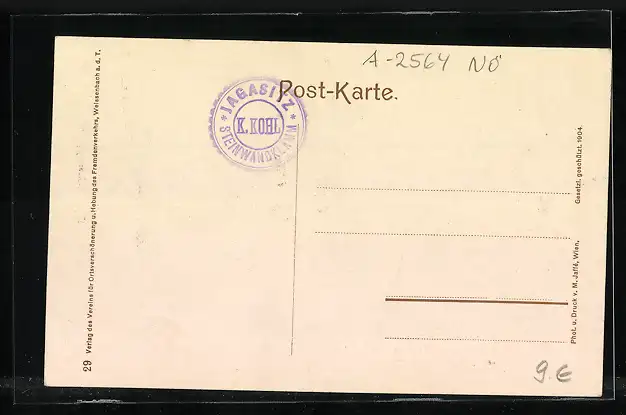 A-2564 NÖ
Post-Karte.
* JAGASITZ *
K. KOHL
STEINWANDKLAMM
Gesetzl. geschützt. 1904.
Phot. u. Druck v. M. Jaffé, Wien.
29 Verlag des Vereins für Ortsverschönerung u. Hebung des Fremdenverkehrs, Weissenbach a. d. T.
9 €